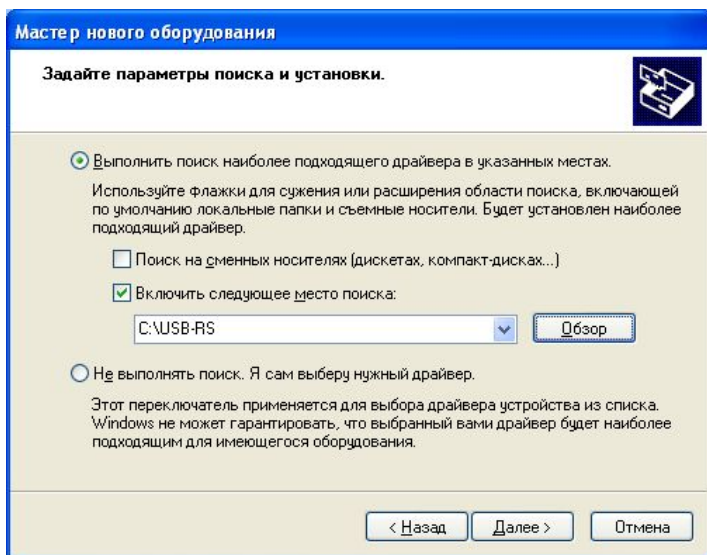 Мастер нового оборудования
Задайте параметры поиска и установки.
Выполнить поиск наиболее подходящего драйвера в указанных местах.
Используйте флажки для сужения или расширения области поиска, включающей
по умолчанию локальные папки и съемные носители. Будет установлен наиболее
подходящий драйвер.
Поиск на сменных носителях (дискетах, компакт-дисках...)
Включить следующее место поиска:
C:\USB-RS
Обзор
Не выполнять поиск. Я сам выберу нужный драйвер.
Этот переключатель применяется для выбора драйвера устройства из списка.
Windows не может гарантировать, что выбранный вами драйвер будет наиболее
подходящим для имеющегося оборудования.
< Назад Далее > Отмена